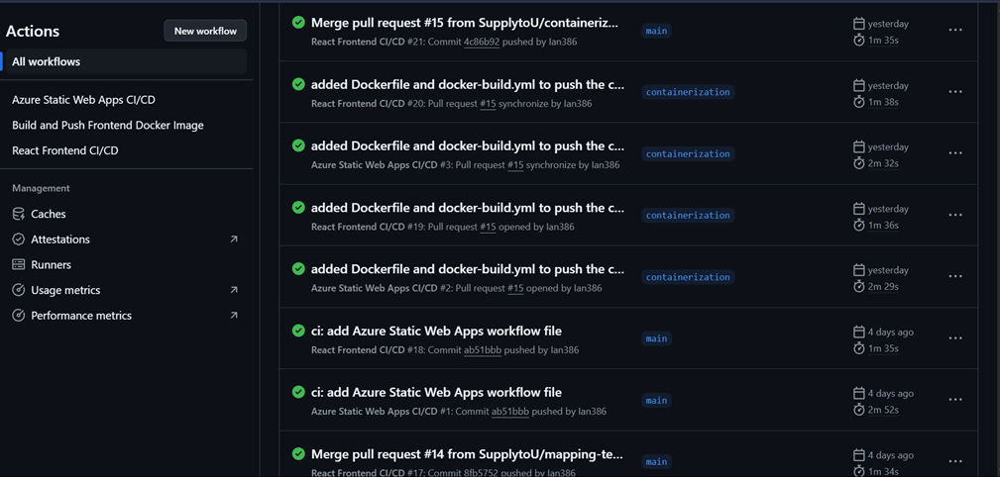 Actions
New workflow
All workflows
Azure Static Web Apps CI/CD
Build and Push Frontend Docker Image
React Frontend CI/CD
Management
Caches
Attestations
Runners
Usage metrics
Performance metrics
Merge pull request #15 from SupplytoU/containeriz...
React Frontend CI/CD #21: Commit 4c86b92 pushed by Ian386
main
yesterday
1m 35s
added Dockerfile and docker-build.yml to push the c...
React Frontend CI/CD #20: Pull request #15 synchronize by Ian386
containerization
yesterday
1m 38s
added Dockerfile and docker-build.yml to push the c...
Azure Static Web Apps CI/CD #3: Pull request #15 synchronize by Ian386
containerization
yesterday
2m 32s
added Dockerfile and docker-build.yml to push the c...
React Frontend CI/CD #19: Pull request #15 opened by Ian386
containerization
yesterday
1m 36s
added Dockerfile and docker-build.yml to push the c...
Azure Static Web Apps CI/CD #2: Pull request #15 opened by Ian386
containerization
yesterday
2m 29s
ci: add Azure Static Web Apps workflow file
React Frontend CI/CD #18: Commit ab51bbb pushed by Ian386
main
4 days ago
1m 35s
ci: add Azure Static Web Apps workflow file
Azure Static Web Apps CI/CD #1: Commit ab51bbb pushed by Ian386
main
4 days ago
2m 52s
Merge pull request #14 from SupplytoU/mapping-te...
React Frontend CI/CD #17: Commit 8fb5752 pushed by Ian386
main
4 days ago
1m 34s